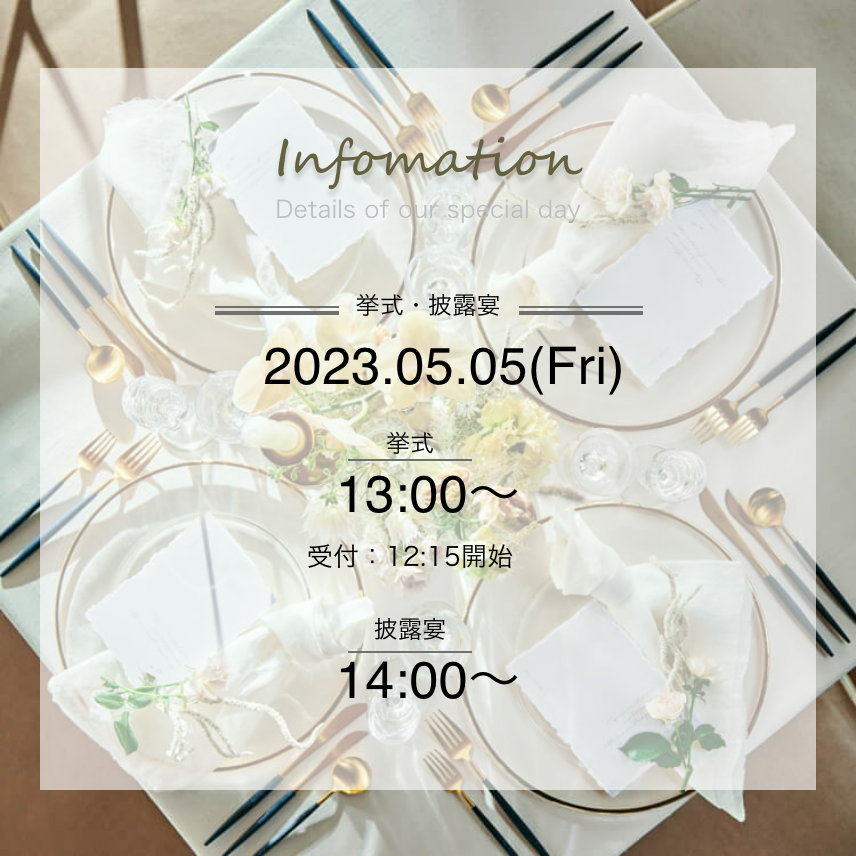 Infomation
Details of our special day
挙式・披露宴
2023.05.05(Fri)
挙式
13:00〜
受付：12:15開始
披露宴
14:00〜